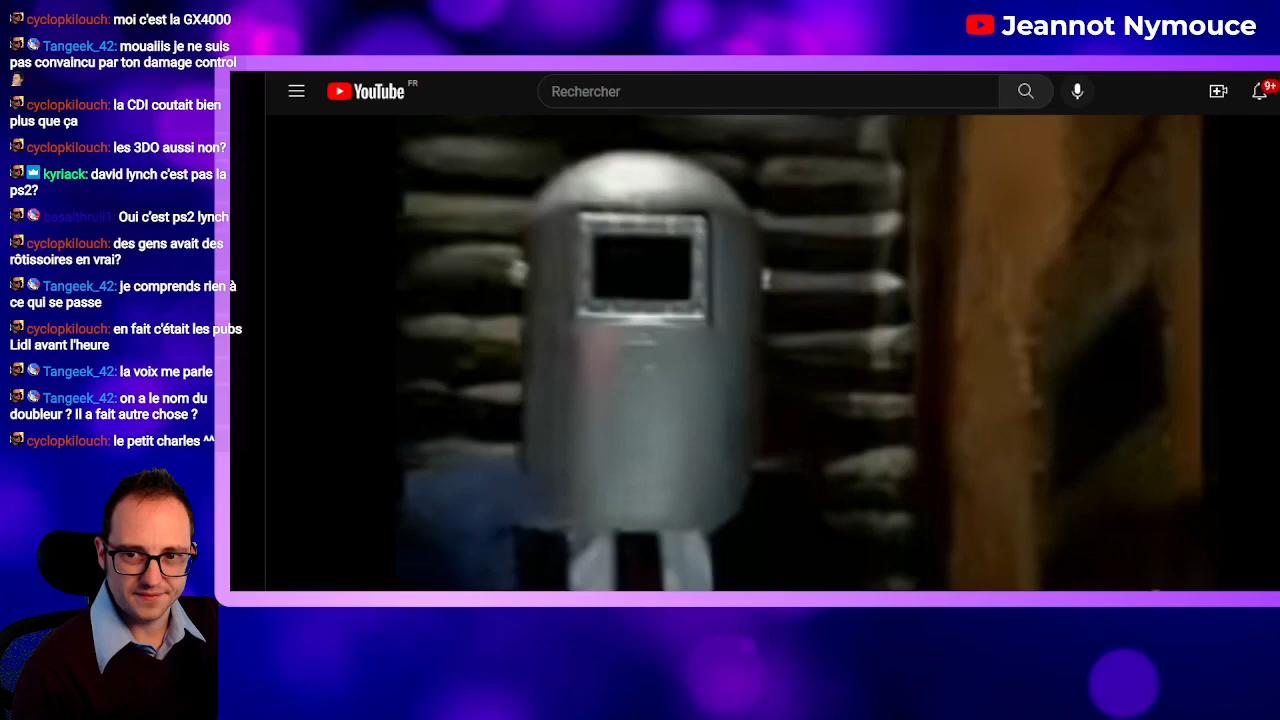 cyclopkilouch: moi c'est la GX4000
Tangeek_42: mouaiiis je ne suis
pas convaincu par ton damage control
cyclopkilouch: la CDI coutait bien
plus que ça
cyclopkilouch: les 3DO aussi non?
kyriack: david lynch c'est pas la
ps2?
basalthrull1: Oui c'est ps2 lynch
cyclopkilouch: des gens avait des
rôtissoires en vrai?
Tangeek_42: je comprends rien à
ce qui se passe
cyclopkilouch: en fait c'était les pubs
Lidl avant l'heure
Tangeek_42: la voix me parle
Tangeek_42: on a le nom du
doubleur ? Il a fait autre chose ?
cyclopkilouch: le petit charles ^^
Jeannot Nymouce
YouTube FR
Rechercher
9+